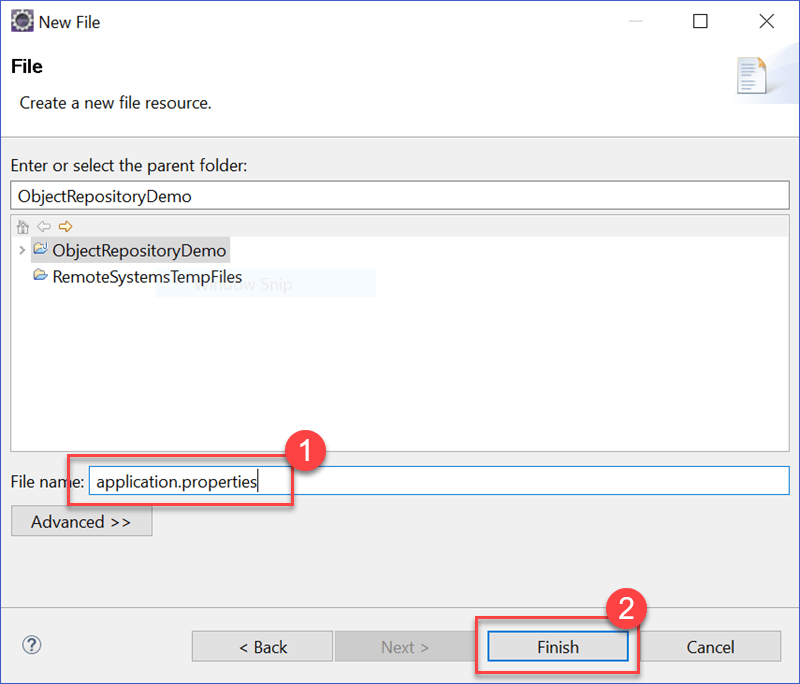 New File
File
Create a new file resource.
Enter or select the parent folder:
ObjectRepositoryDemo
ObjectRepositoryDemo
RemoteSystemsTempFiles
Window Snip
1
File name: application.properties
Advanced >>
2
? < Back Next > Finish Cancel